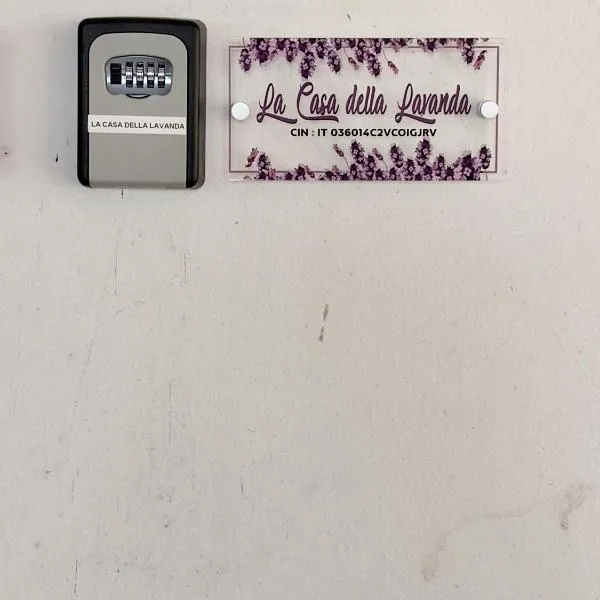 LA CASA DELLA LAVANDA
La Casa della Lavanda
CIN : IT 036014C2VCOIGJRV